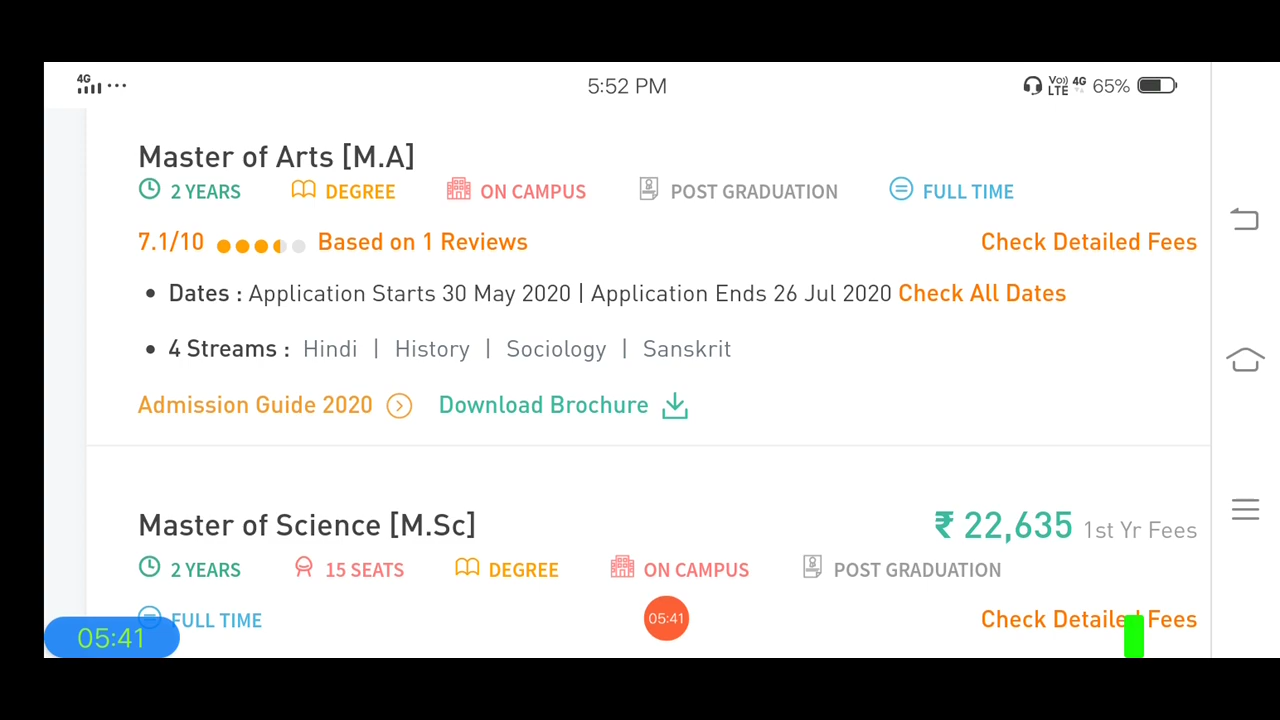 4G 5:52 PM Vo)) LTE 4G 65%
Master of Arts [M.A]
2 YEARS DEGREE ON CAMPUS POST GRADUATION FULL TIME
7.1/10 Based on 1 Reviews Check Detailed Fees
• Dates : Application Starts 30 May 2020 | Application Ends 26 Jul 2020 Check All Dates
• 4 Streams : Hindi | History | Sociology | Sanskrit
Admission Guide 2020 Download Brochure
Master of Science [M.Sc] ₹ 22,635 1st Yr Fees
2 YEARS 15 SEATS DEGREE ON CAMPUS POST GRADUATION
FULL TIME 05:41 Check Detailed Fees
05:41